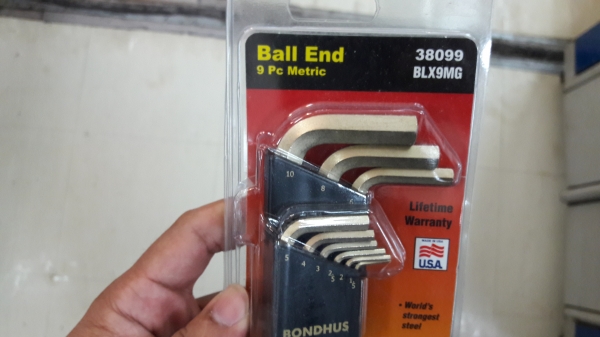 Ball End
9 Pc Metric
38099
BLX9MG
10 8 6
5 4 3 2.5 2 1.5
Lifetime
Warranty
MADE IN USA
U.S.A.
• World's
strongest
steel
BONDHUS